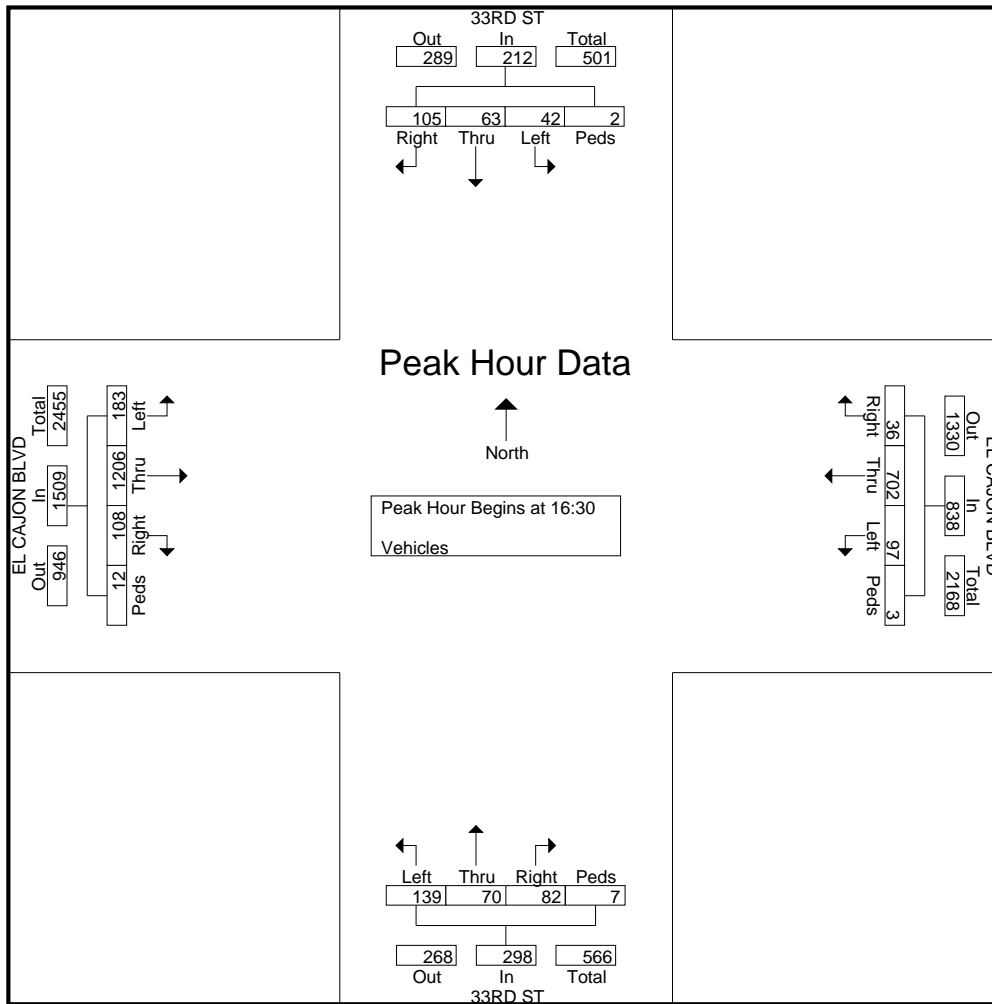 33RD ST
Out In Total
289 212 501
105 63 42 2
Right Thru Left Peds
Peak Hour Data
North
Peak Hour Begins at 16:30
Vehicles
EL CAJON BLVD
Out In Total
946 1509 2455
12 108 1206 183
Peds Right Thru Left
EL CAJON BLVD
Out In Total
1330 838 2168
36 702 97 3
Right Thru Left Peds
Left Thru Right Peds
139 70 82 7
268 298 566
Out In Total
33RD ST